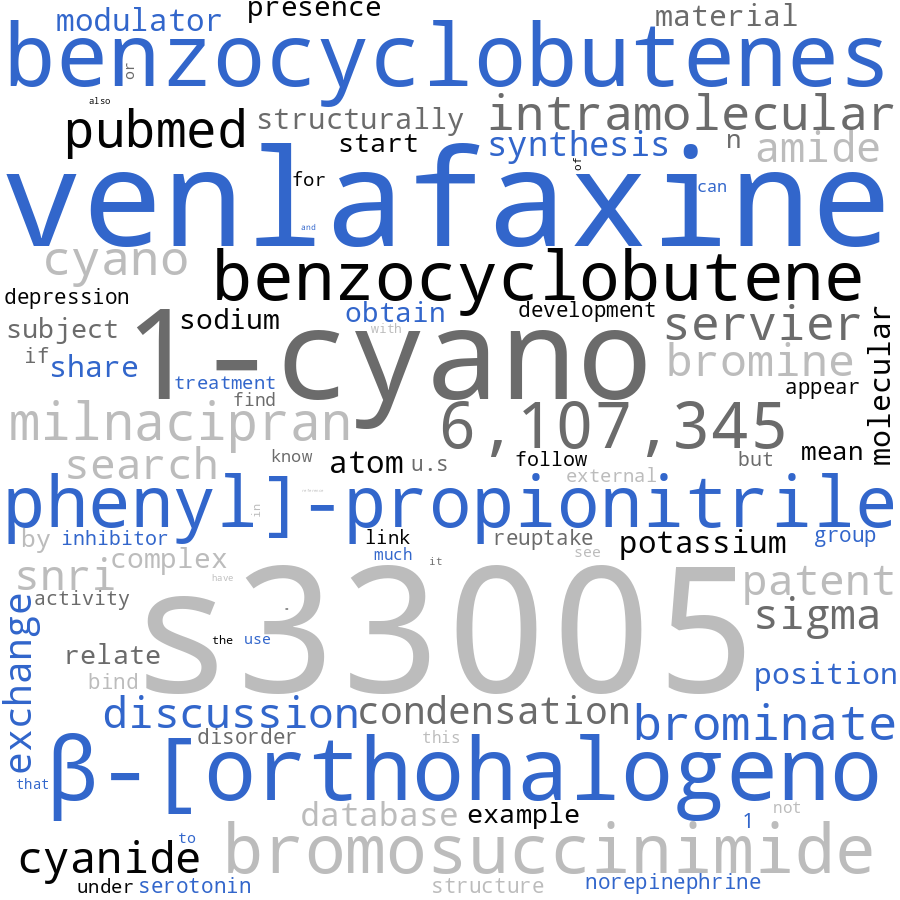 presence
modulator
material
benzocyclobutenes
or
also
pubmed
structurally
intramolecular
start
synthesis
n
amide
venlafaxine
for
of
can
and
cyano
benzocyclobutene
depression
sodium
obtain
development
subject
1-cyano
with
servier
molecular
if
share
bromine
treatment
find
appear
milnacipran
6,107,345
search
know
atom
u.s
follow
but
mean
external
phenyl]-propionitrile
in
by
inhibitor
link
reuptake
potassium
group
much
see
snri
complex
it
have
s33005
patent
activity
exchange
sigma
the
use
relate
bind
position
discussion
condensation
brominate
disorder
this
β-[orthohalogeno
that
database
example
not
1
to
cyanide
bromosuccinimide
under
serotonin
structure
norepinephrine